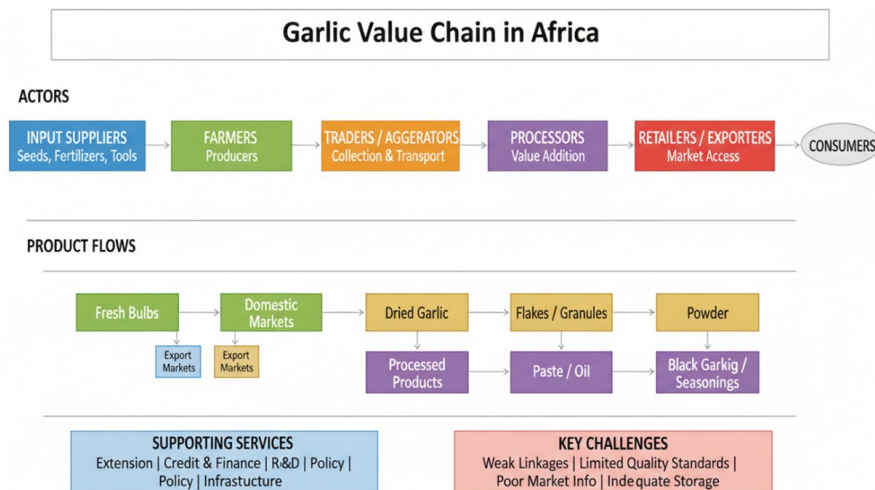 Garlic Value Chain in Africa
ACTORS
INPUT SUPPLIERS
Seeds, Fertilizers, Tools
FARMERS
Producers
TRADERS / AGGERATORS
Collection & Transport
PROCESSORS
Value Addition
RETAILERS / EXPORTERS
Market Access
CONSUMERS
PRODUCT FLOWS
Fresh Bulbs
Domestic
Markets
Dried Garlic
Flakes / Granules
Powder
Export
Markets
Export
Markets
Processed
Products
Paste / Oil
Black Garkig /
Seasonings
SUPPORTING SERVICES
Extension | Credit & Finance | R&D | Policy |
Policy | Infrastucture
KEY CHALLENGES
Weak Linkages | Limited Quality Standards |
Poor Market Info | Indequate Storage